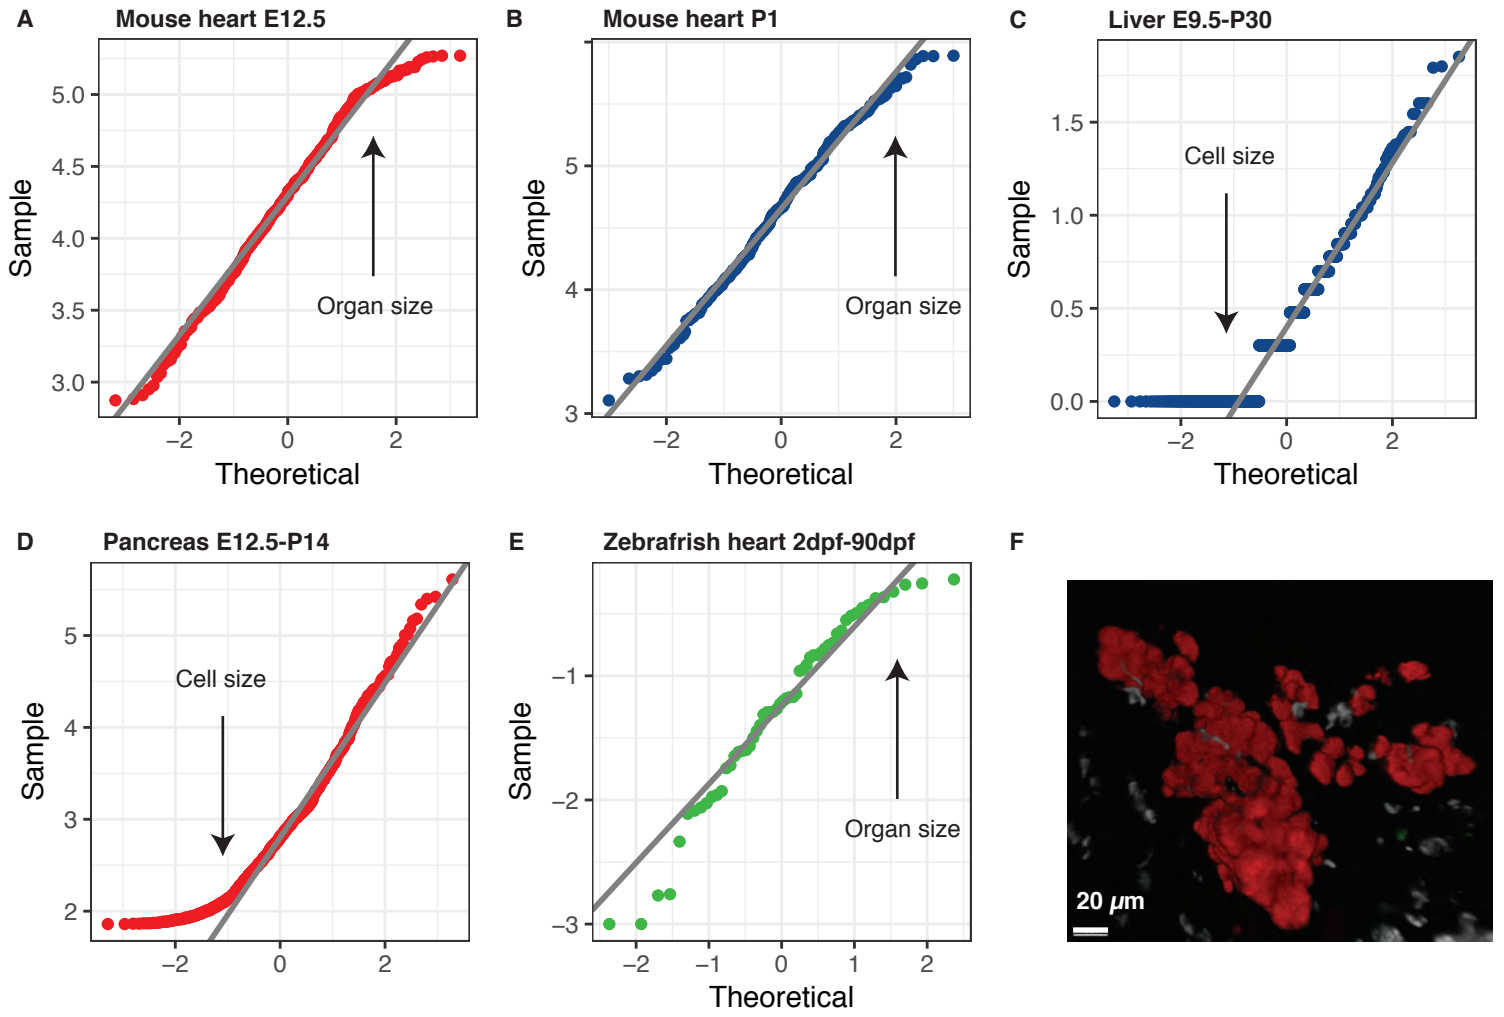 A
Mouse heart E12.5
Sample
5.0
4.5
4.0
3.5
3.0
Organ size
−2
0
2
Theoretical
B
Mouse heart P1
Sample
5
4
3
Organ size
−2
0
2
Theoretical
C
Liver E9.5-P30
Sample
1.5
1.0
0.5
0.0
Cell size
−2
0
2
Theoretical
D
Pancreas E12.5-P14
Sample
5
4
3
2
Cell size
−2
0
2
E
Zebrafrish heart 2dpf-90dpf
Sample
−1
−2
−3
Organ size
−2
−1
0
1
2
Theoretical
F
20 µm